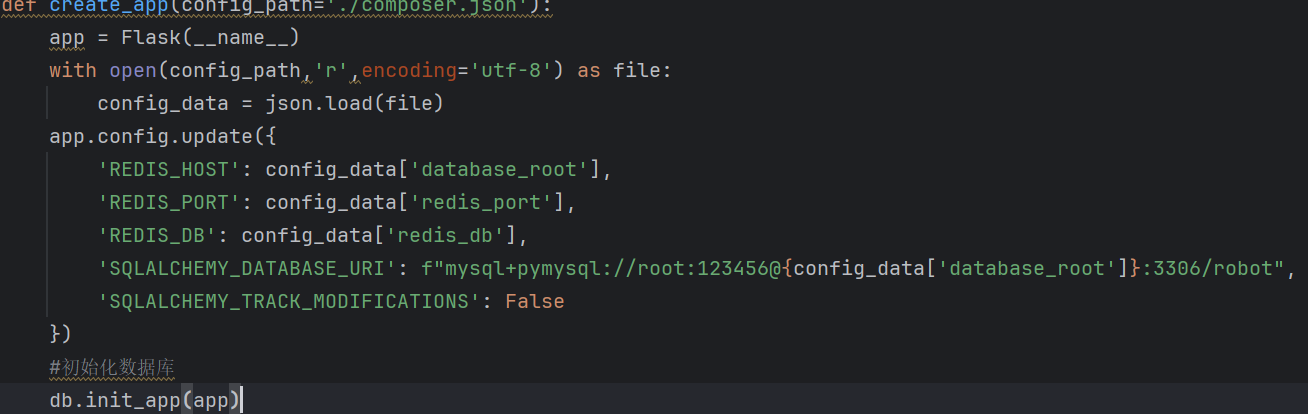 def create_app(config_path='./composer.json'):
    app = Flask(__name__)
    with open(config_path,'r',encoding='utf-8') as file:
        config_data = json.load(file)
    app.config.update({
        'REDIS_HOST': config_data['database_root'],
        'REDIS_PORT': config_data['redis_port'],
        'REDIS_DB': config_data['redis_db'],
        'SQLALCHEMY_DATABASE_URI': f"mysql+pymysql://root:123456@{config_data['database_root']}:3306/robot",
        'SQLALCHEMY_TRACK_MODIFICATIONS': False
    })
    #初始化数据库
    db.init_app(app)